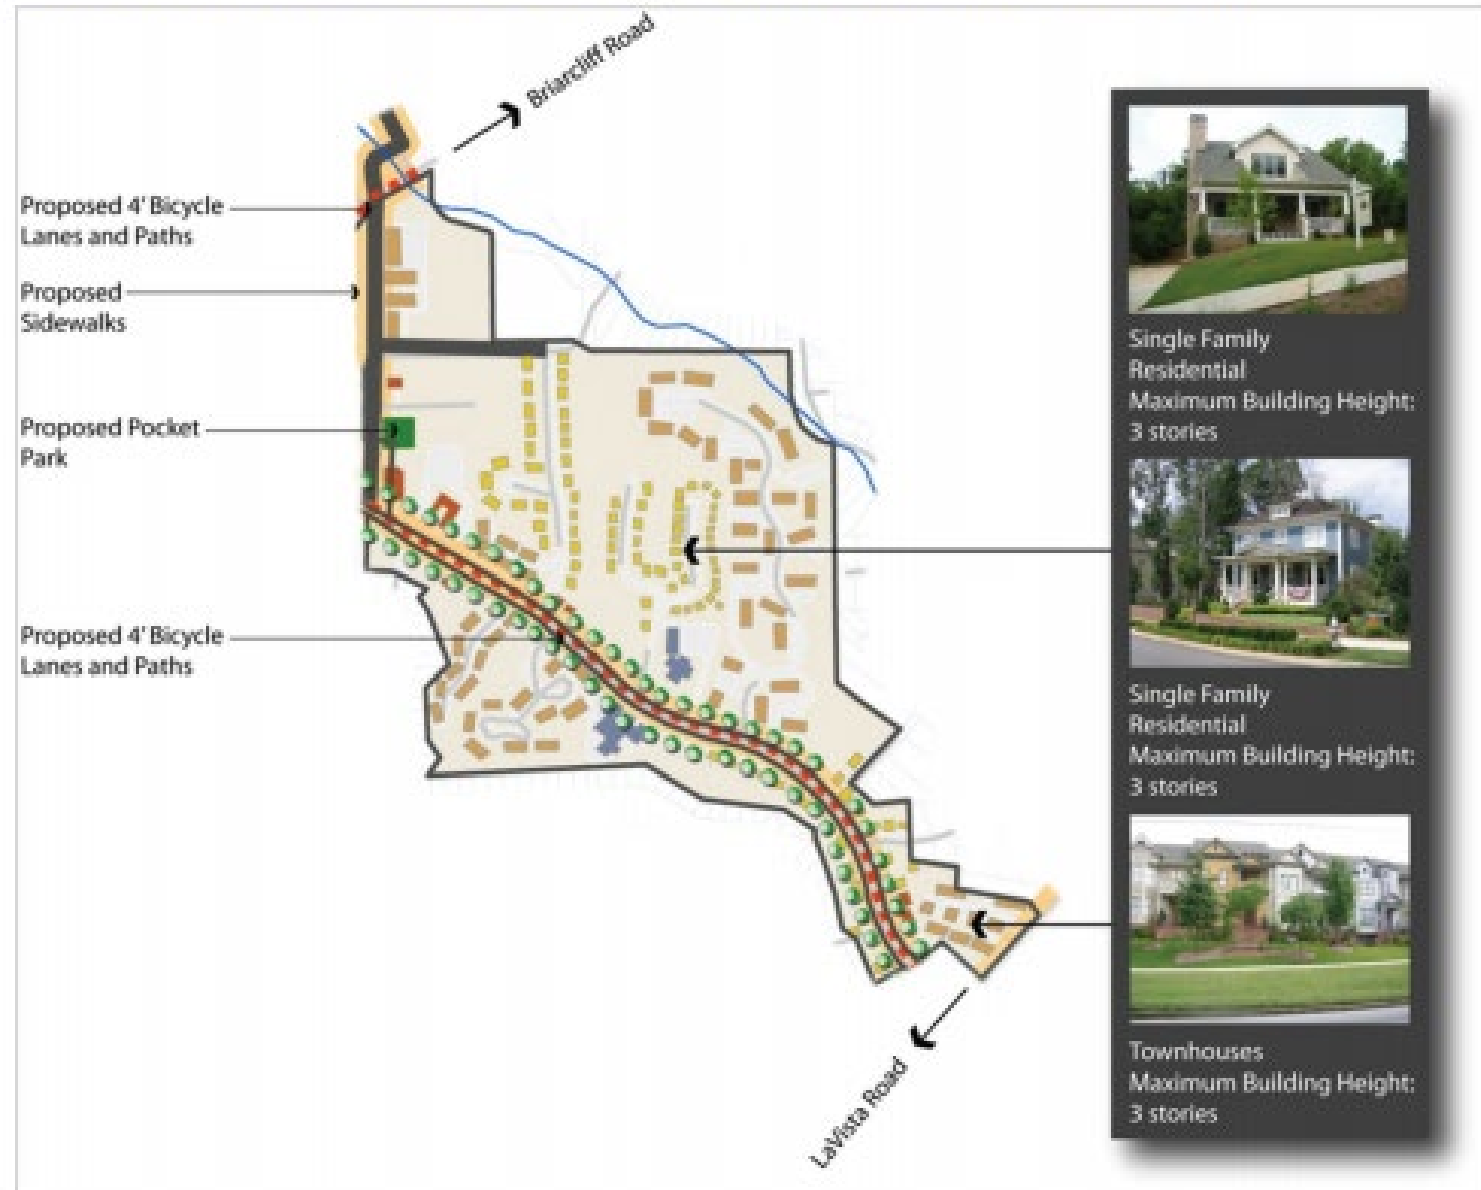 Briarcliff Road
Proposed 4' Bicycle
Lanes and Paths
Proposed
Sidewalks
Proposed Pocket
Park
Proposed 4' Bicycle
Lanes and Paths
LaVista Road
Single Family
Residential
Maximum Building Height:
3 stories
Single Family
Residential
Maximum Building Height:
3 stories
Townhouses
Maximum Building Height:
3 stories